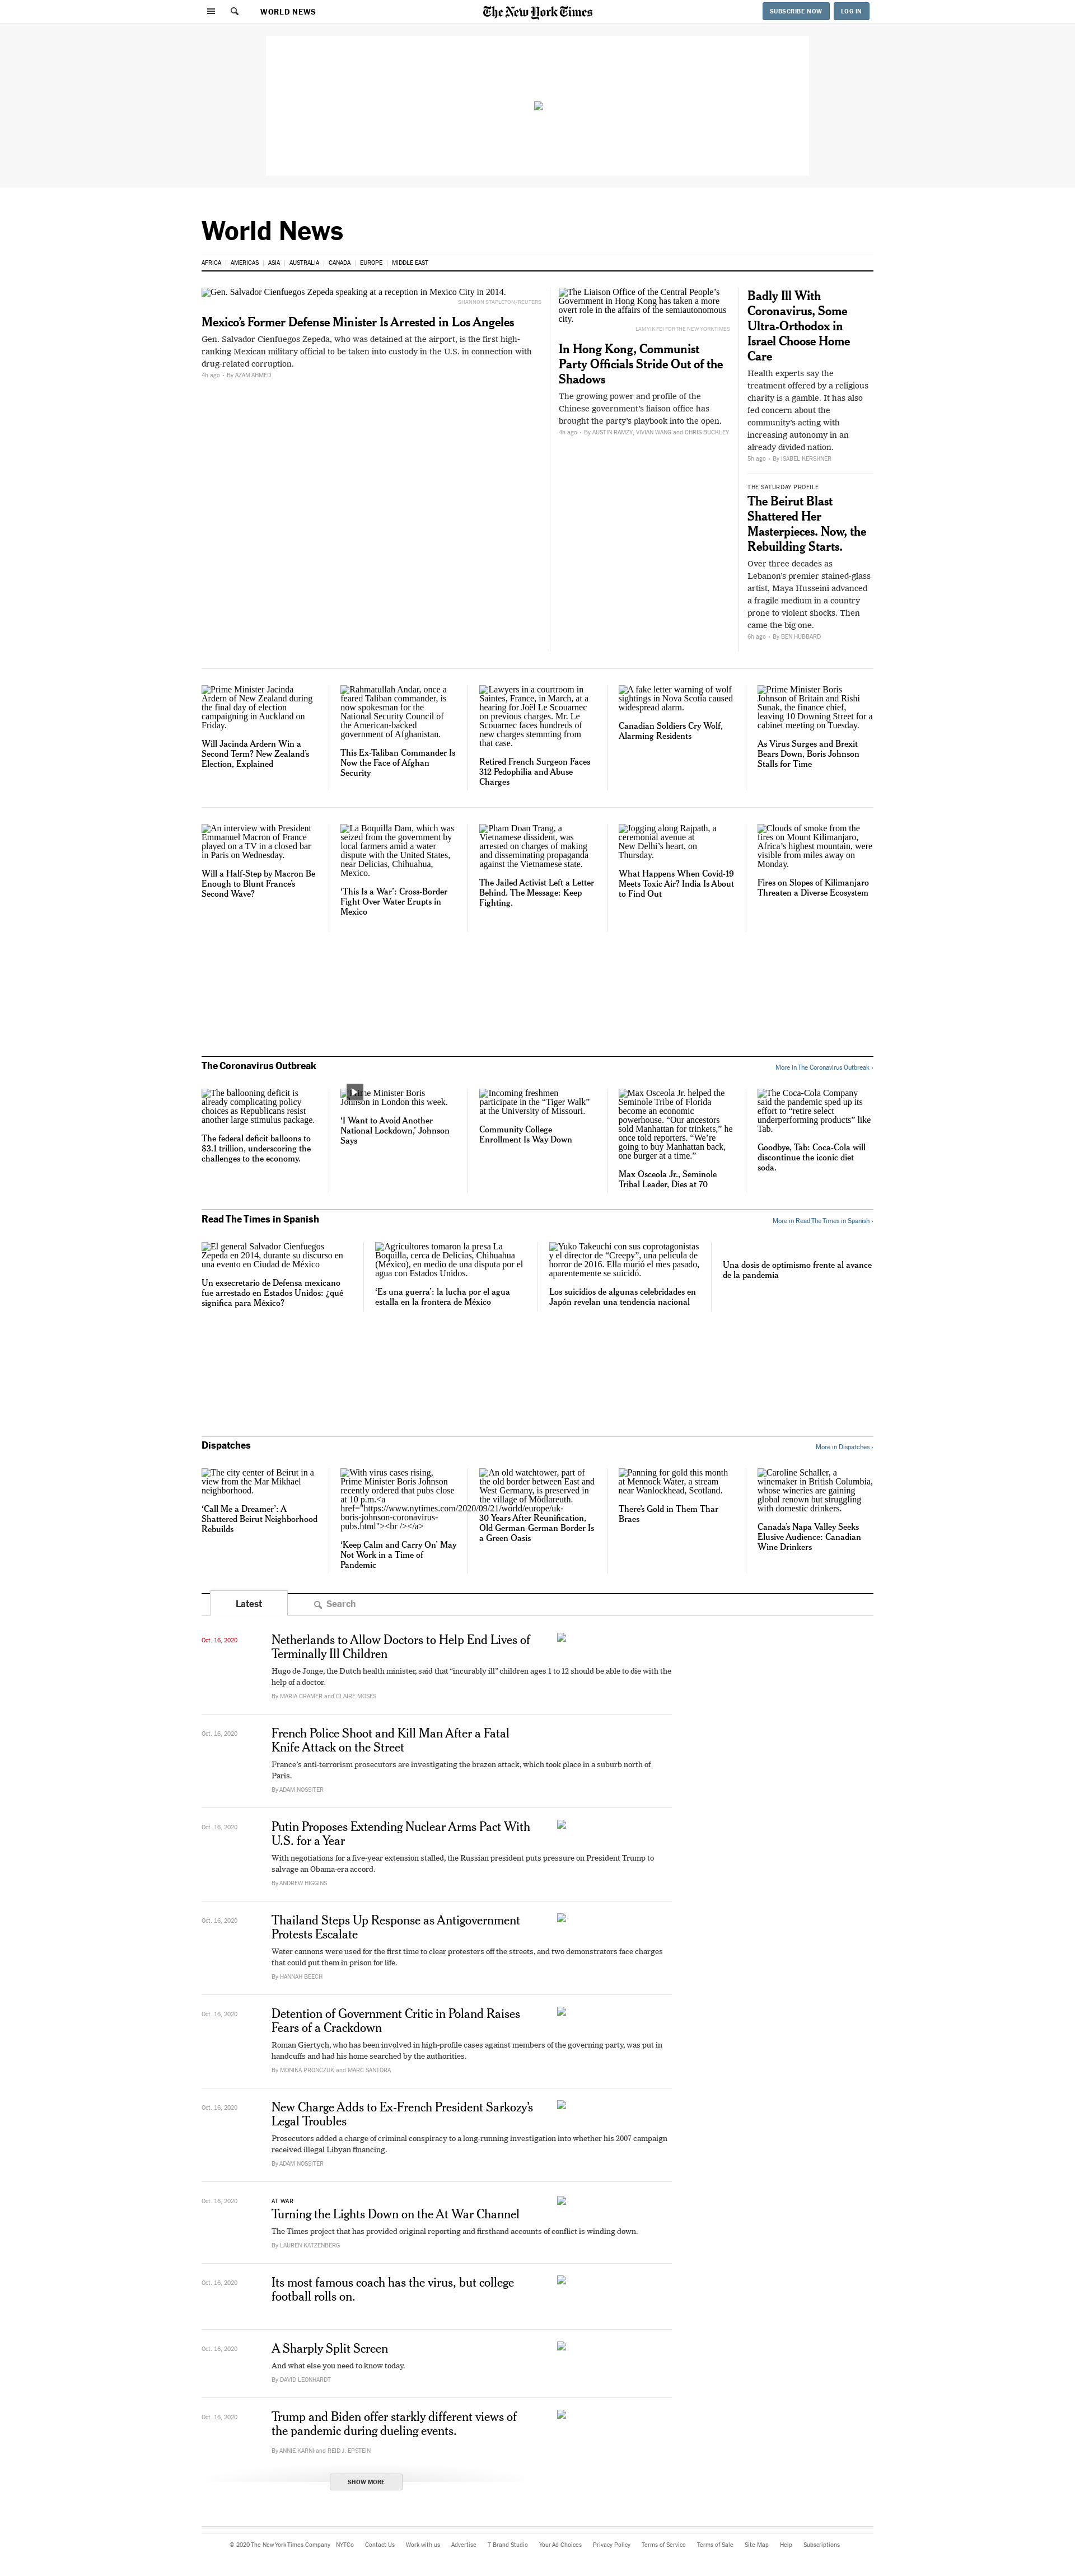 WORLD NEWS
The New York Times
SUBSCRIBE NOW
LOG IN
World News
AFRICA
AMERICAS
ASIA
AUSTRALIA
CANADA
EUROPE
MIDDLE EAST
Gen. Salvador Cienfuegos Zepeda speaking at a reception in Mexico City in 2014.
SHANNON STAPLETON/REUTERS
Mexico's Former Defense Minister Is Arrested in Los Angeles
Gen. Salvador Cienfuegos Zepeda, who was detained at the airport, is the first high-
ranking Mexican military official to be taken into custody in the U.S. in connection with
drug-related corruption.
4h ago · By AZAM AHMED
The Liaison Office of the Central People's
Government in Hong Kong has taken a more
overt role in the affairs of the semiautonomous
city.
LAM YIK FEI FOR THE NEW YORK TIMES
In Hong Kong, Communist
Party Officials Stride Out of the
Shadows
The growing power and profile of the
Chinese government's liaison office has
brought the party's playbook into the open.
4h ago · By AUSTIN RAMZY, VIVIAN WANG and CHRIS BUCKLEY
Badly Ill With
Coronavirus, Some
Ultra-Orthodox in
Israel Choose Home
Care
Health experts say the
treatment offered by a religious
charity is a gamble. It has also
fed concern about the
community's acting with
increasing autonomy in an
already divided nation.
5h ago · By ISABEL KERSHNER
THE SATURDAY PROFILE
The Beirut Blast
Shattered Her
Masterpieces. Now, the
Rebuilding Starts.
Over three decades as
Lebanon's premier stained-glass
artist, Maya Husseini advanced
a fragile medium in a country
prone to violent shocks. Then
came the big one.
6h ago · By BEN HUBBARD
Prime Minister Jacinda
Ardern of New Zealand during
the final day of election
campaigning in Auckland on
Friday.
Will Jacinda Ardern Win a
Second Term? New Zealand's
Election, Explained
Rahmatullah Andar, once a
feared Taliban commander, is
now spokesman for the
National Security Council of
the American-backed
government of Afghanistan.
This Ex-Taliban Commander Is
Now the Face of Afghan
Security
Lawyers in a courtroom in
Saintes, France, in March, at a
hearing for Joël Le Scouarnec
on previous charges. Mr. Le
Scouarnec faces hundreds of
new charges stemming from
that case.
Retired French Surgeon Faces
312 Pedophilia and Abuse
Charges
A fake letter warning of wolf
sightings in Nova Scotia caused
widespread alarm.
Canadian Soldiers Cry Wolf,
Alarming Residents
Prime Minister Boris
Johnson of Britain and Rishi
Sunak, the finance chief,
leaving 10 Downing Street for a
cabinet meeting on Tuesday.
As Virus Surges and Brexit
Bears Down, Boris Johnson
Stalls for Time
An interview with President
Emmanuel Macron of France
played on a TV in a closed bar
in Paris on Wednesday.
Will a Half-Step by Macron Be
Enough to Blunt France's
Second Wave?
La Boquilla Dam, which was
seized from the government by
local farmers amid a water
dispute with the United States,
near Delicias, Chihuahua,
Mexico.
'This Is a War': Cross-Border
Fight Over Water Erupts in
Mexico
Pham Doan Trang, a
Vietnamese dissident, was
arrested on charges of making
and disseminating propaganda
against the Vietnamese state.
The Jailed Activist Left a Letter
Behind. The Message: Keep
Fighting.
Jogging along Rajpath, a
ceremonial avenue at
New Delhi's heart, on
Thursday.
What Happens When Covid-19
Meets Toxic Air? India Is About
to Find Out
Clouds of smoke from the
fires on Mount Kilimanjaro,
Africa's highest mountain, were
visible from miles away on
Monday.
Fires on Slopes of Kilimanjaro
Threaten a Diverse Ecosystem
The Coronavirus Outbreak
More in The Coronavirus Outbreak ›
The ballooning deficit is
already complicating policy
choices as Republicans resist
another large stimulus package.
The federal deficit balloons to
$3.1 trillion, underscoring the
challenges to the economy.
Minister Boris
Johnson in London this week.
'I Want to Avoid Another
National Lockdown,' Johnson
Says
Incoming freshmen
participate in the "Tiger Walk"
at the University of Missouri.
Community College
Enrollment Is Way Down
Max Osceola Jr. helped the
Seminole Tribe of Florida
become an economic
powerhouse. "Our ancestors
sold Manhattan for trinkets," he
once told reporters. "We're
going to buy Manhattan back,
one burger at a time."
Max Osceola Jr., Seminole
Tribal Leader, Dies at 70
The Coca-Cola Company
said the pandemic sped up its
effort to "retire select
underperforming products" like
Tab.
Goodbye, Tab: Coca-Cola will
discontinue the iconic diet
soda.
Read The Times in Spanish
More in Read The Times in Spanish ›
El general Salvador Cienfuegos
Zepeda en 2014, durante su discurso en
una evento en Ciudad de México
Un exsecretario de Defensa mexicano
fue arrestado en Estados Unidos: ¿qué
significa para México?
Agricultores tomaron la presa La
Boquilla, cerca de Delicias, Chihuahua
(México), en medio de una disputa por el
agua con Estados Unidos.
'Es una guerra': la lucha por el agua
estalla en la frontera de México
Yuko Takeuchi con sus coprotagonistas
y el director de "Creepy", una película de
horror de 2016. Ella murió el mes pasado,
aparentemente se suicidó.
Los suicidios de algunas celebridades en
Japón revelan una tendencia nacional
Una dosis de optimismo frente al avance
de la pandemia
Dispatches
More in Dispatches ›
The city center of Beirut in a
view from the Mar Mikhael
neighborhood.
'Call Me a Dreamer': A
Shattered Beirut Neighborhood
Rebuilds
With virus cases rising,
Prime Minister Boris Johnson
recently ordered that pubs close
at 10 p.m.<a
href="https://www.nytimes.com/2020/09/21/world/europe/uk-
boris-johnson-coronavirus-
pubs.html"><br /></a>
'Keep Calm and Carry On' May
Not Work in a Time of
Pandemic
An old watchtower, part of
the old border between East and
West Germany, is preserved in
the village of Mödlareuth.
30 Years After Reunification,
Old German-German Border Is
a Green Oasis
Panning for gold this month
at Mennock Water, a stream
near Wanlockhead, Scotland.
There's Gold in Them Thar
Braes
Caroline Schaller, a
winemaker in British Columbia,
whose wineries are gaining
global renown but struggling
with domestic drinkers.
Canada's Napa Valley Seeks
Elusive Audience: Canadian
Wine Drinkers
Latest
Search
Oct. 16, 2020
Netherlands to Allow Doctors to Help End Lives of
Terminally Ill Children
Hugo de Jonge, the Dutch health minister, said that "incurably ill" children ages 1 to 12 should be able to die with the
help of a doctor.
By MARIA CRAMER and CLAIRE MOSES
Oct. 16, 2020
French Police Shoot and Kill Man After a Fatal
Knife Attack on the Street
France's anti-terrorism prosecutors are investigating the brazen attack, which took place in a suburb north of
Paris.
By ADAM NOSSITER
Oct. 16, 2020
Putin Proposes Extending Nuclear Arms Pact With
U.S. for a Year
With negotiations for a five-year extension stalled, the Russian president puts pressure on President Trump to
salvage an Obama-era accord.
By ANDREW HIGGINS
Oct. 16, 2020
Thailand Steps Up Response as Antigovernment
Protests Escalate
Water cannons were used for the first time to clear protesters off the streets, and two demonstrators face charges
that could put them in prison for life.
By HANNAH BEECH
Oct. 16, 2020
Detention of Government Critic in Poland Raises
Fears of a Crackdown
Roman Giertych, who has been involved in high-profile cases against members of the governing party, was put in
handcuffs and had his home searched by the authorities.
By MONIKA PRONCZUK and MARC SANTORA
Oct. 16, 2020
New Charge Adds to Ex-French President Sarkozy's
Legal Troubles
Prosecutors added a charge of criminal conspiracy to a long-running investigation into whether his 2007 campaign
received illegal Libyan financing.
By ADAM NOSSITER
Oct. 16, 2020
AT WAR
Turning the Lights Down on the At War Channel
The Times project that has provided original reporting and firsthand accounts of conflict is winding down.
By LAUREN KATZENBERG
Oct. 16, 2020
Its most famous coach has the virus, but college
football rolls on.
Oct. 16, 2020
A Sharply Split Screen
And what else you need to know today.
By DAVID LEONHARDT
Oct. 16, 2020
Trump and Biden offer starkly different views of
the pandemic during dueling events.
By ANNIE KARNI and REID J. EPSTEIN
SHOW MORE
© 2020 The New York Times Company
NYTCo
Contact Us
Work with us
Advertise
T Brand Studio
Your Ad Choices
Privacy Policy
Terms of Service
Terms of Sale
Site Map
Help
Subscriptions